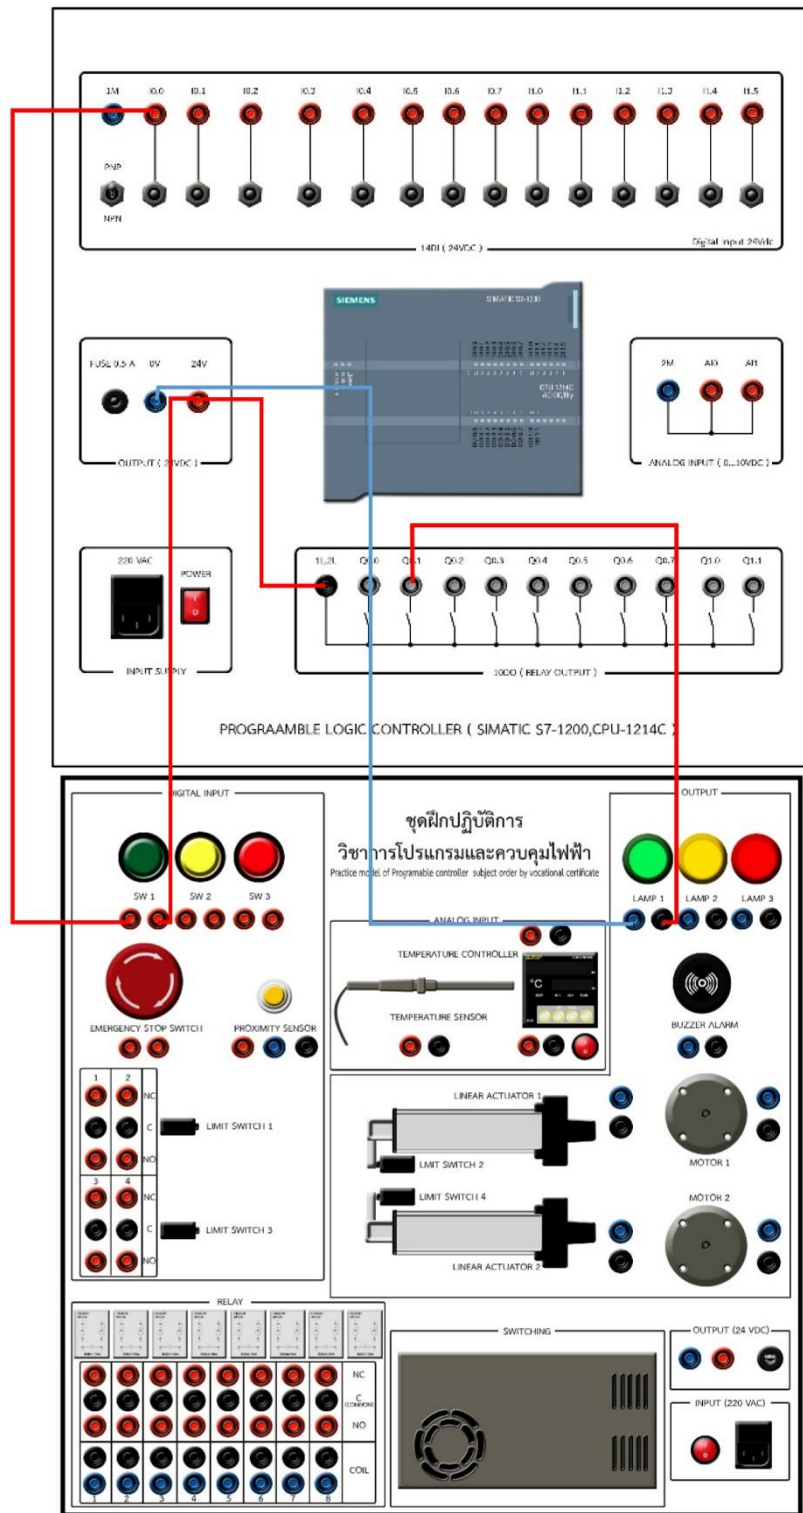 1M I0.0 I0.1 I0.2 I0.3 I0.4 I0.5 I0.6 I0.7 I1.0 I1.1 I1.2 I1.3 I1.4 I1.5
PNP
NPN
14DI ( 24VDC )
Digital Input 24Vdc
SIEMENS
SIMATIC S7-1200
CPU 1214C
AC/DC/Rly
FUSE 0.5 A 0V 24V
OUTPUT ( 24VDC )
2M AI0 AI1
ANALOG INPUT ( 0...10VDC )
220 VAC
POWER
INPUT SUPPLY
1L,2L Q0.0 Q0.1 Q0.2 Q0.3 Q0.4 Q0.5 Q0.6 Q0.7 Q1.0 Q1.1
10DO ( RELAY OUTPUT )
PROGRAAMBLE LOGIC CONTROLLER ( SIMATIC S7-1200,CPU-1214C )
DIGITAL INPUT
SW 1 SW 2 SW 3
EMERGENCY STOP SWITCH
PROXIMITY SENSOR
1 2
NC
C
NO
LIMIT SWITCH 1
3 4
NC
C
NO
LIMIT SWITCH 3
ชุดฝึกปฏิบัติการ
วิชาการโปรแกรมและควบคุมไฟฟ้า
Practice model of Programable controller subject order by vocational certificate
ANALOG INPUT
TEMPERATURE CONTROLLER
°C
TEMPERATURE SENSOR
OUTPUT
LAMP 1 LAMP 2 LAMP 3
BUZZER ALARM
LINEAR ACTUATOR 1
LMIT SWITCH 2
LIMIT SWITCH 4
LINEAR ACTUATOR 2
MOTOR 1
MOTOR 2
RELAY
NC
C
(COMMON)
NO
COIL
1 2 3 4 5 6 7 8
SWITCHING
OUTPUT (24 VDC)
INPUT (220 VAC)